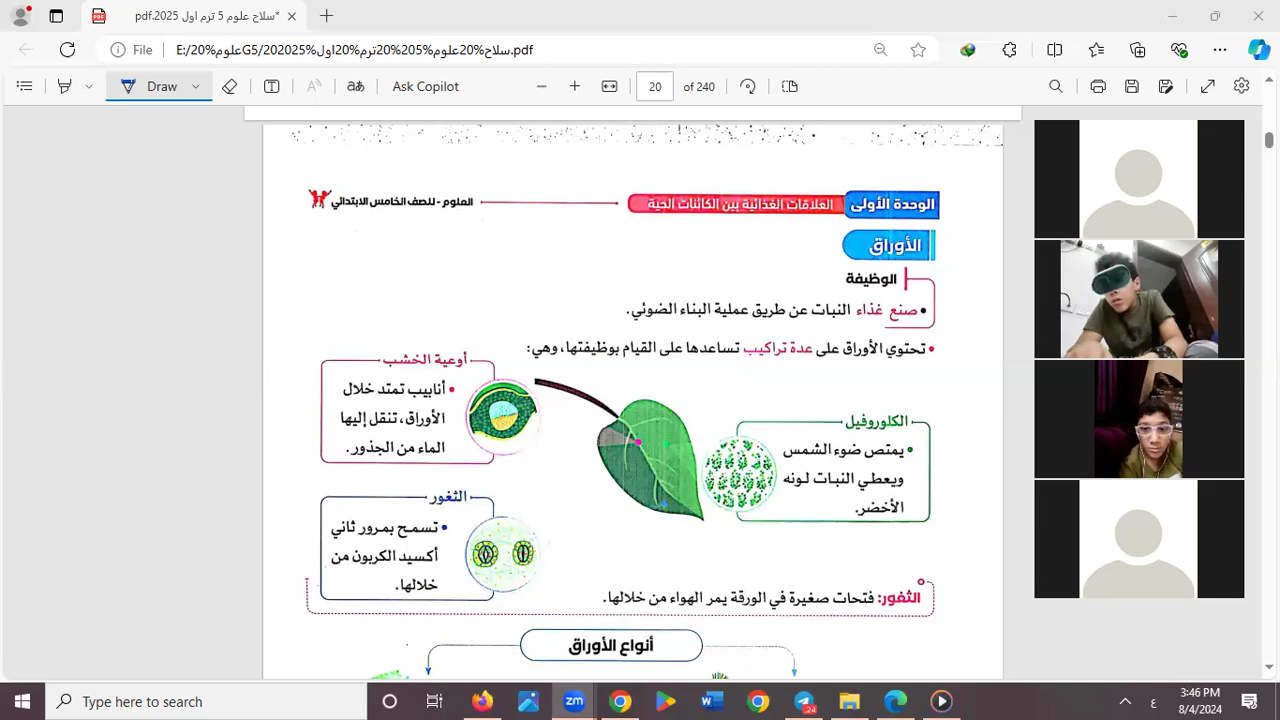 سلاح علوم 5 ترم اول 2025.pdf*
File
E:/20%علومG5/202025%اول20%ترم205%علوم20%سلاح.pdf
Draw
Ask Copilot
20
of 240
العلوم - للصف الخامس الابتدائي
العلاقات الغذائية بين الكائنات الحية
الوحدة الأولى
الأوراق
الوظيفة
• صنع غذاء النبات عن طريق عملية البناء الضوئي.
• تحتوي الأوراق على عدة تراكيب تساعدها على القيام بوظيفتها، وهي:
الكلوروفيل
• يمتص ضوء الشمس
ويعطي النبات لونه
الأخضر.
أوعية الخشب
• أنابيب تمتد خلال
الأوراق، تنقل إليها
الماء من الجذور.
الثغور
• تسمح بمرور ثاني
أكسيد الكربون من
خلالها.
الثغور: فتحات صغيرة في الورقة يمر الهواء من خلالها.
أنواع الأوراق
Type here to search
zm
24
ع
3:46 PM
8/4/2024